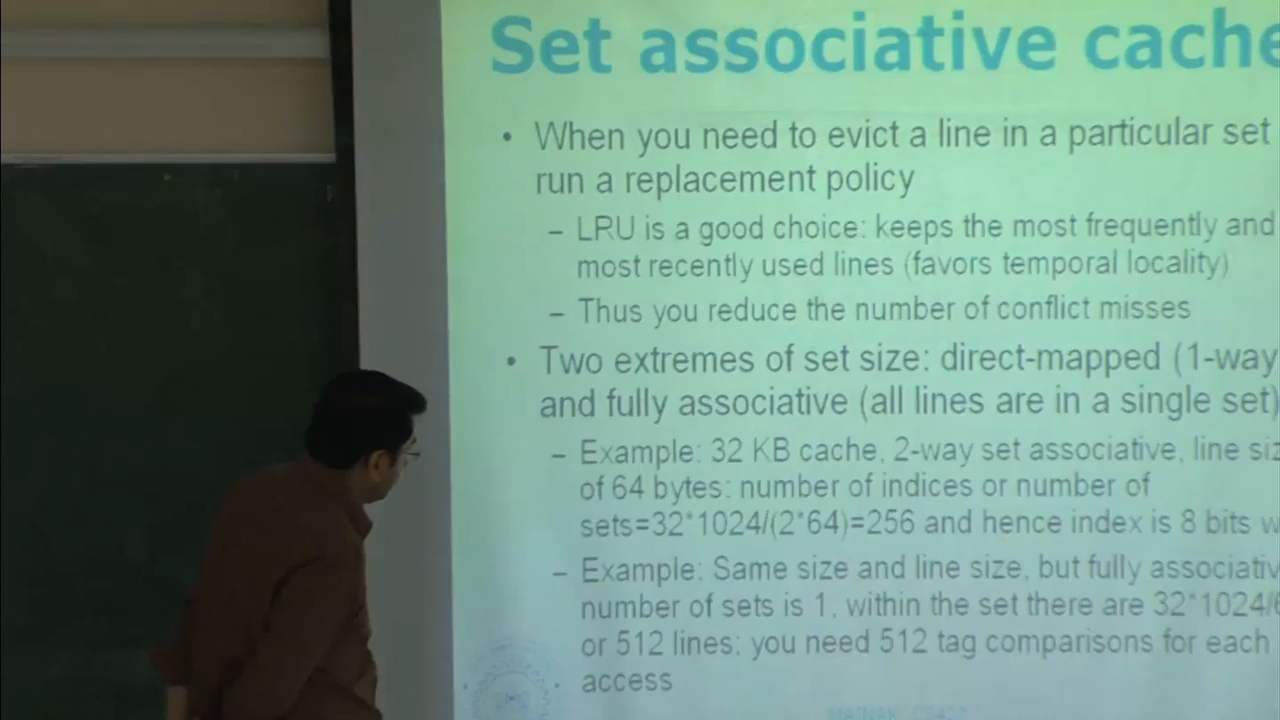 Set associative cache
• When you need to evict a line in a particular set
run a replacement policy
– LRU is a good choice: keeps the most frequently and
most recently used lines (favors temporal locality)
– Thus you reduce the number of conflict misses
• Two extremes of set size: direct-mapped (1-way
and fully associative (all lines are in a single set)
– Example: 32 KB cache, 2-way set associative, line siz
of 64 bytes: number of indices or number of
sets=32*1024/(2*64)=256 and hence index is 8 bits w
– Example: Same size and line size, but fully associativ
number of sets is 1, within the set there are 32*1024/6
or 512 lines; you need 512 tag comparisons for each
access